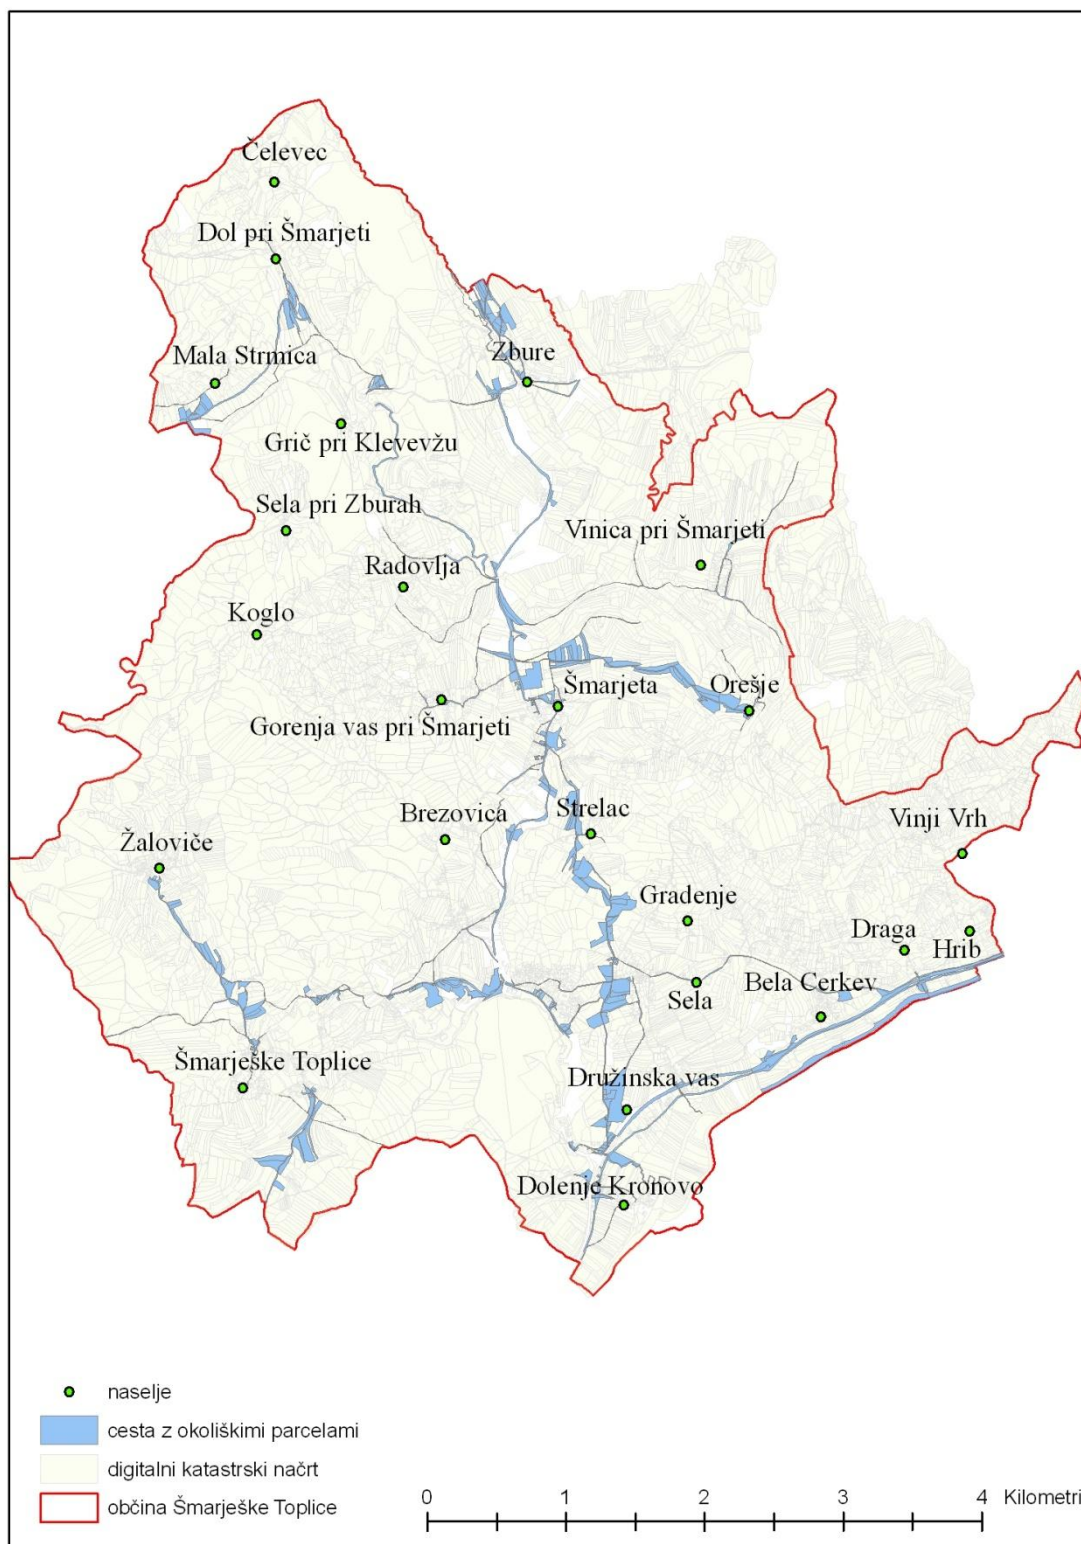 Čelevec
Dol pri Šmarjeti
Zbure
Mala Strmica
Grič pri Klevevžu
Sela pri Zburah
Vinica pri Šmarjeti
Radovlja
Koglo
Šmarjeta
Orešje
Gorenja vas pri Šmarjeti
Brezovica
Strelac
Vinji Vrh
Žaloviče
Gradenje
Draga
Hrib
Bela Cerkev
Sela
Šmarješke Toplice
Družinska vas
Dolenje Kronovo
naselje
cesta z okoliškimi parcelami
digitalni katastrski načrt
občina Šmarješke Toplice
0 1 2 3 4 Kilometri